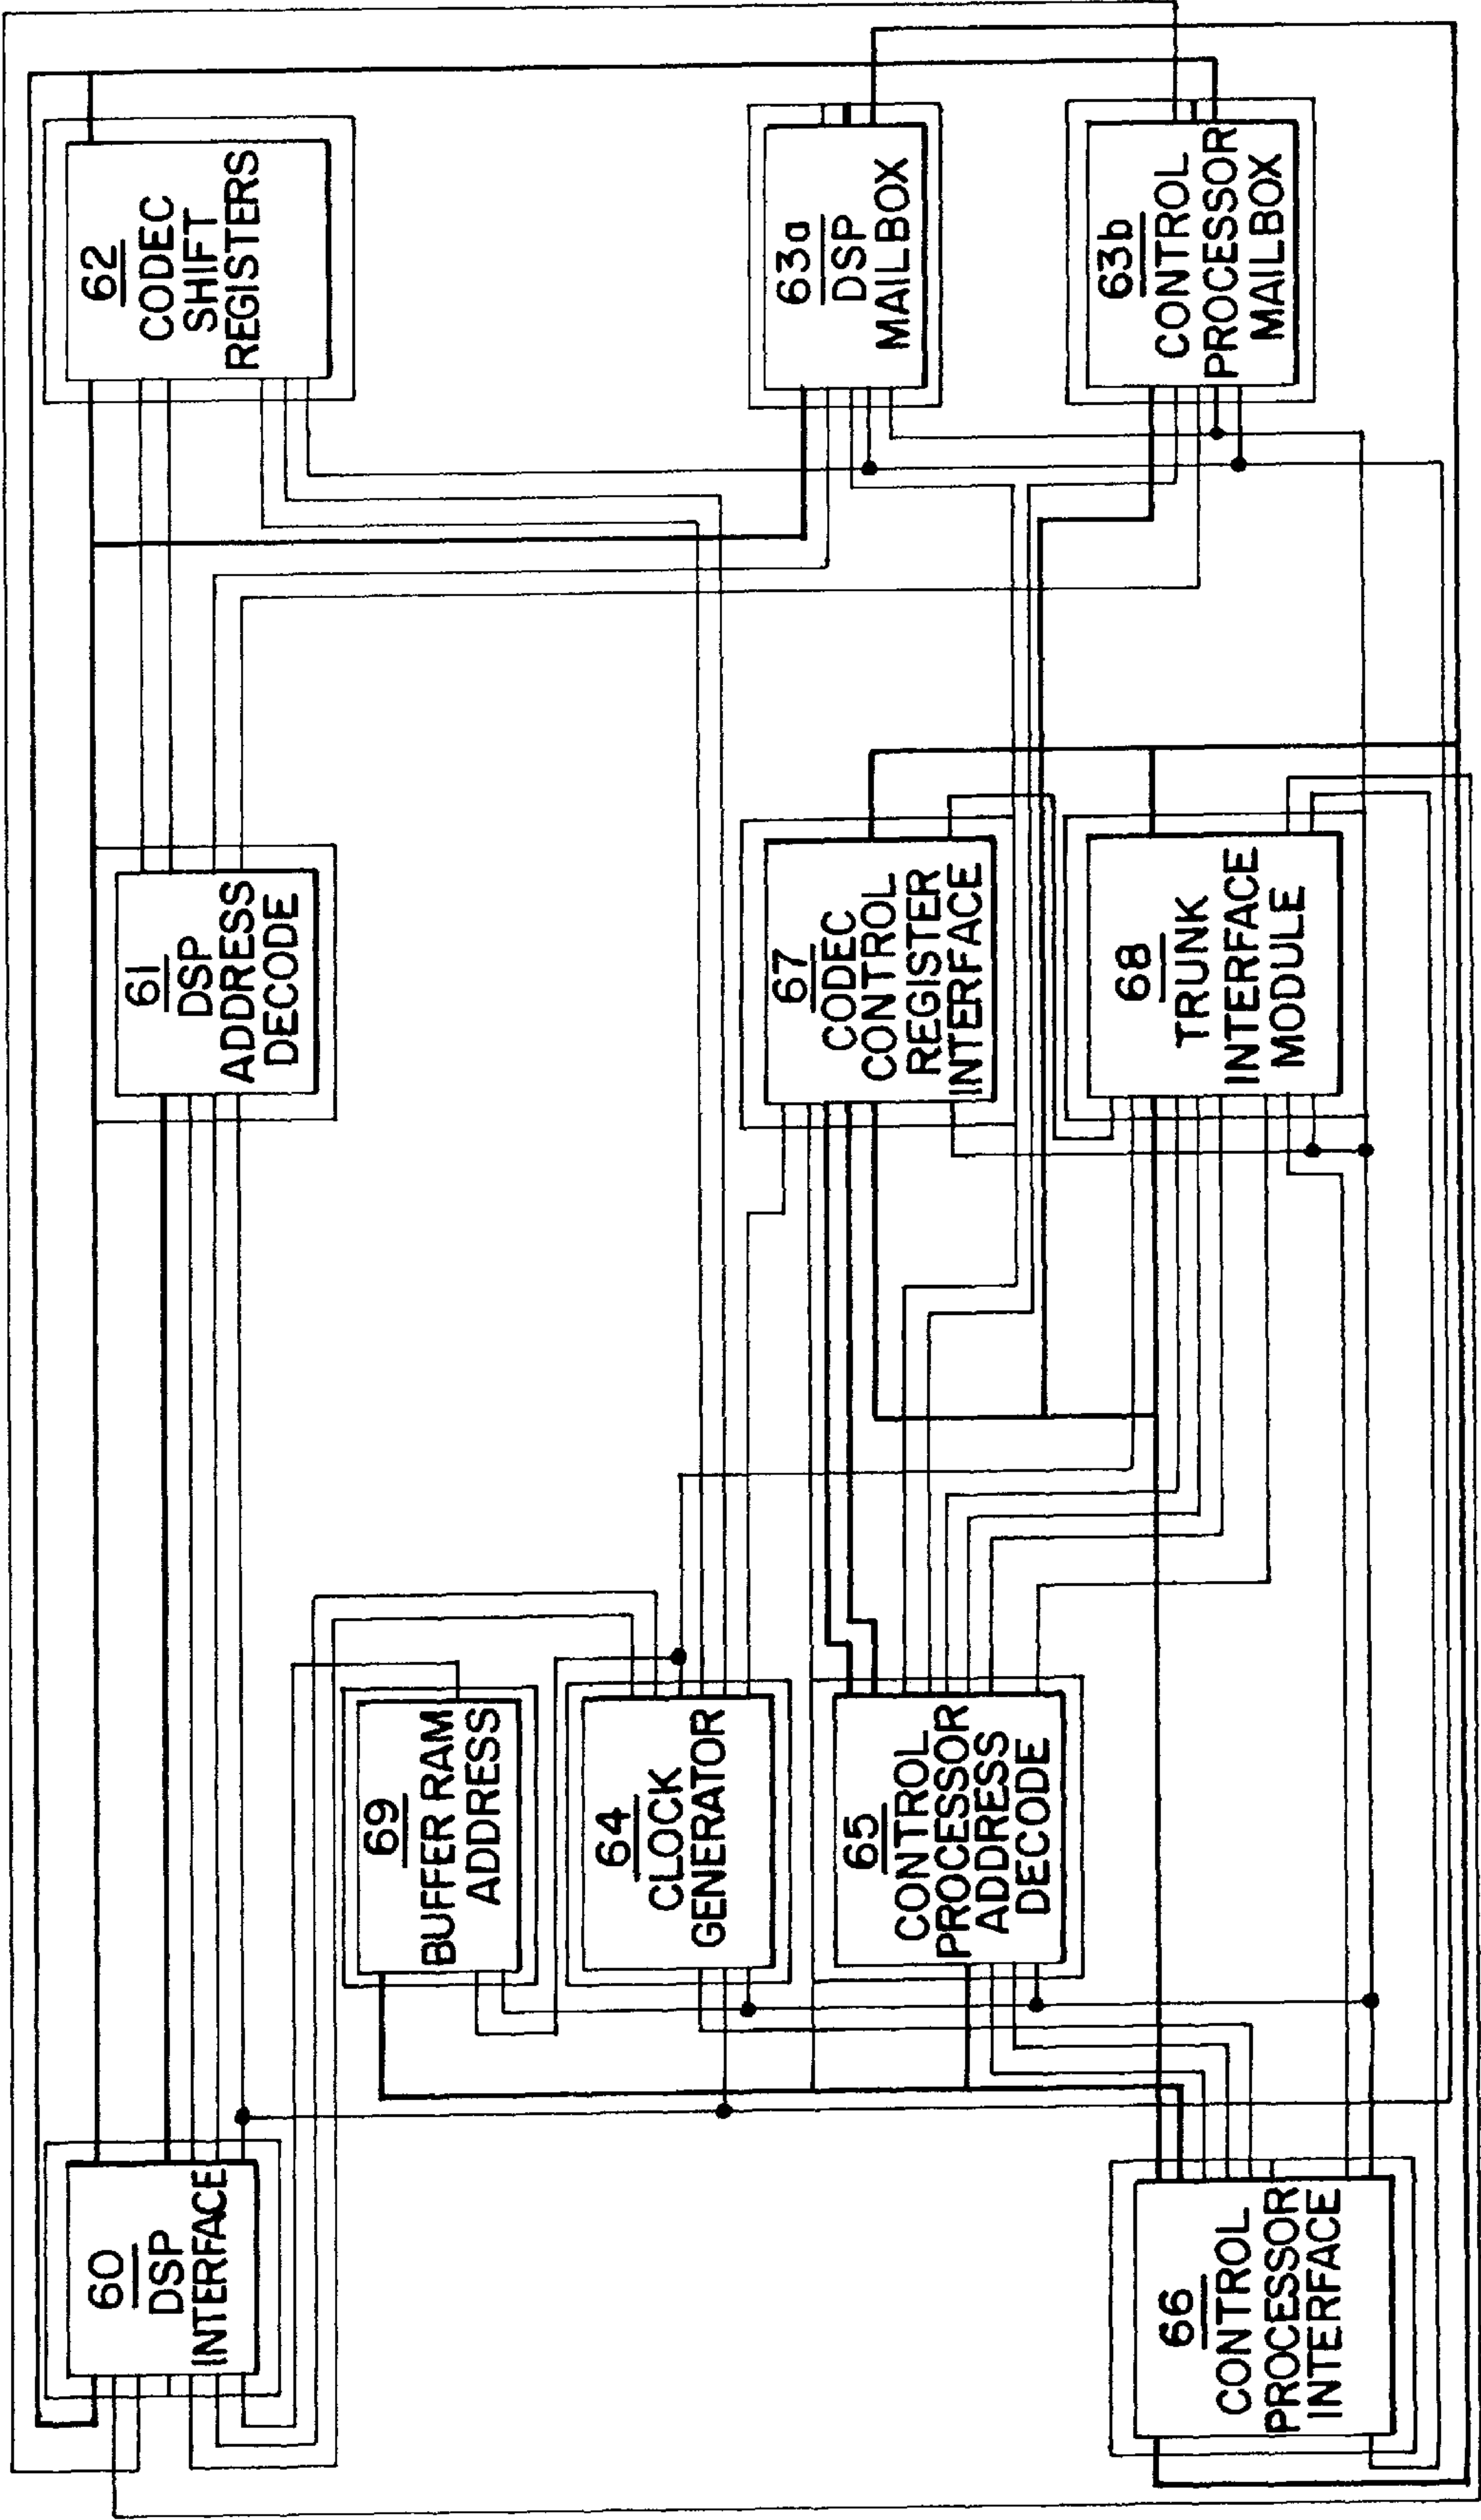 60
DSP
INTERFACE
61
DSP
ADDRESS
DECODE
62
CODEC
SHIFT
REGISTERS
69
BUFFER RAM
ADDRESS
64
CLOCK
GENERATOR
65
CONTROL
PROCESSOR
ADDRESS
DECODE
67
CODEC
CONTROL
REGISTER
INTERFACE
63a
DSP
MAILBOX
66
CONTROL
PROCESSOR
INTERFACE
68
TRUNK
INTERFACE
MODULE
63b
CONTROL
PROCESSOR
MAILBOX